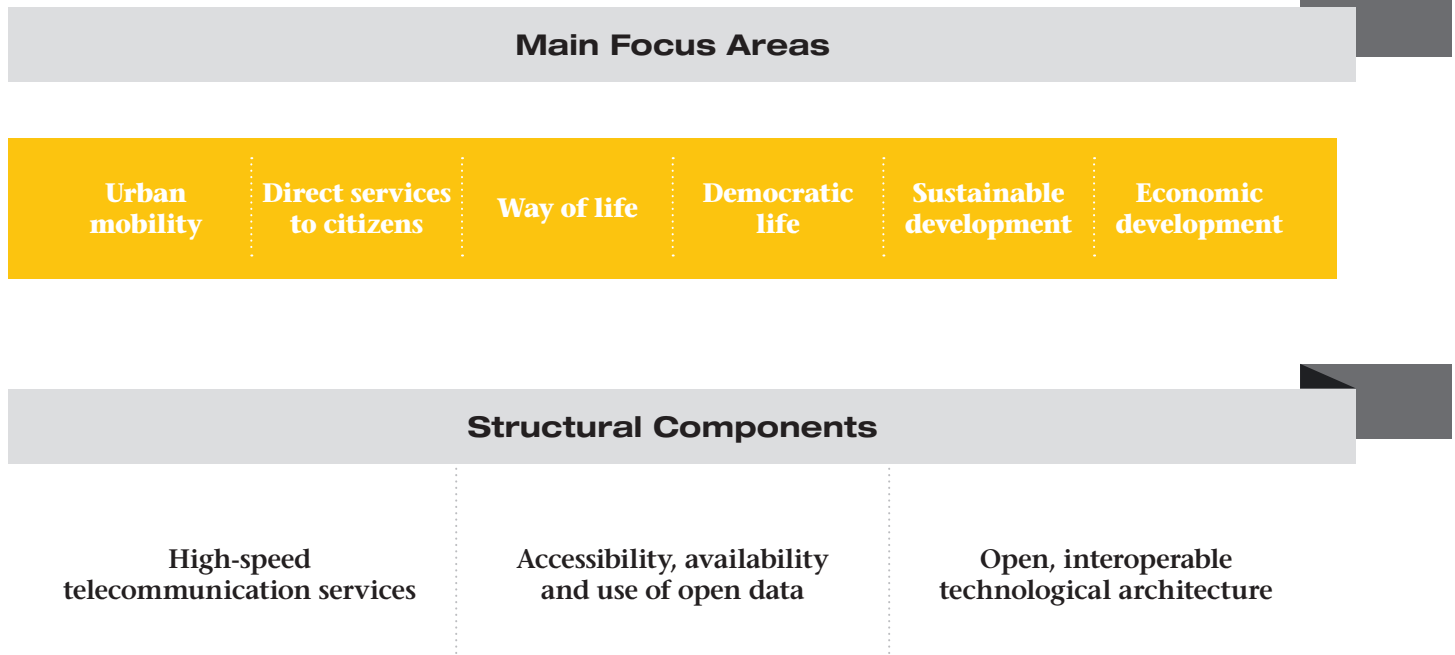 Main Focus Areas
Urban
mobility
Direct services
to citizens
Way of life
Democratic
life
Sustainable
development
Economic
development
Structural Components
High-speed
telecommunication services
Accessibility, availability
and use of open data
Open, interoperable
technological architecture